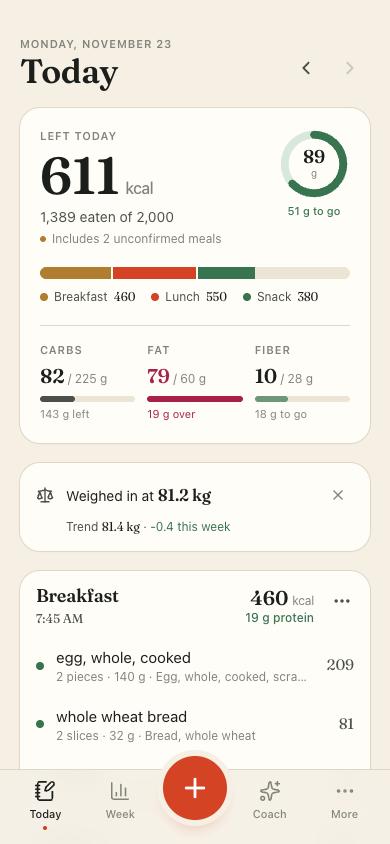 MONDAY, NOVEMBER 23
Today
LEFT TODAY
611 kcal
89
g
51 g to go
1,389 eaten of 2,000
Includes 2 unconfirmed meals
Breakfast 460 Lunch 550 Snack 380
CARBS FAT FIBER
82 / 225 g 79 / 60 g 10 / 28 g
143 g left 19 g over 18 g to go
Weighed in at 81.2 kg
Trend 81.4 kg · -0.4 this week
Breakfast 460 kcal
7:45 AM 19 g protein
egg, whole, cooked 209
2 pieces · 140 g · Egg, whole, cooked, scra...
whole wheat bread 81
2 slices · 32 g · Bread, whole wheat
Today Week Coach More